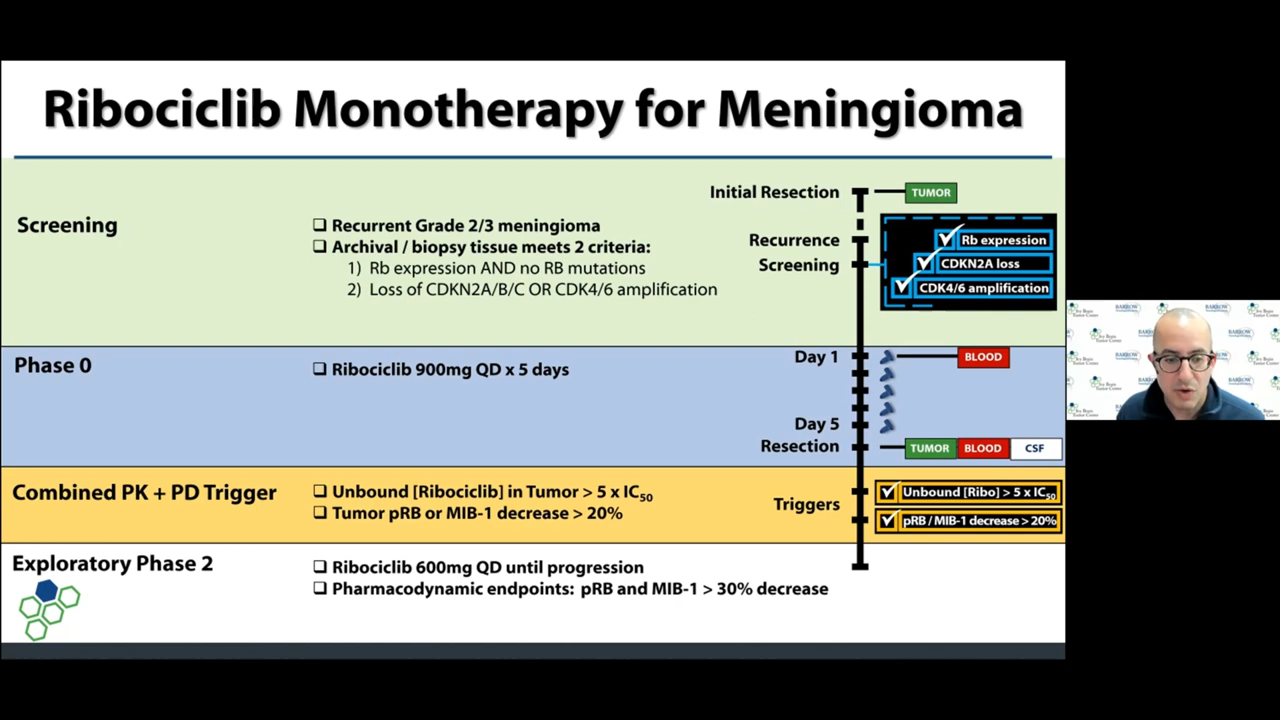 Ribociclib Monotherapy for Meningioma
Screening
❑ Recurrent Grade 2/3 meningioma
❑ Archival / biopsy tissue meets 2 criteria:
1) Rb expression AND no RB mutations
2) Loss of CDKN2A/B/C OR CDK4/6 amplification
Initial Resection
TUMOR
Recurrence
Screening
Rb expression
CDKN2A loss
CDK4/6 amplification
Phase 0
❑ Ribociclib 900mg QD x 5 days
Day 1
BLOOD
Day 5
Resection
TUMOR BLOOD CSF
Combined PK + PD Trigger
❑ Unbound [Ribociclib] in Tumor > 5 x IC50
❑ Tumor pRB or MIB-1 decrease > 20%
Triggers
Unbound [Ribo] > 5 x IC50
pRB / MIB-1 decrease > 20%
Exploratory Phase 2
❑ Ribociclib 600mg QD until progression
❑ Pharmacodynamic endpoints: pRB and MIB-1 > 30% decrease
BARROW
Ivy Brain
Tumor Center